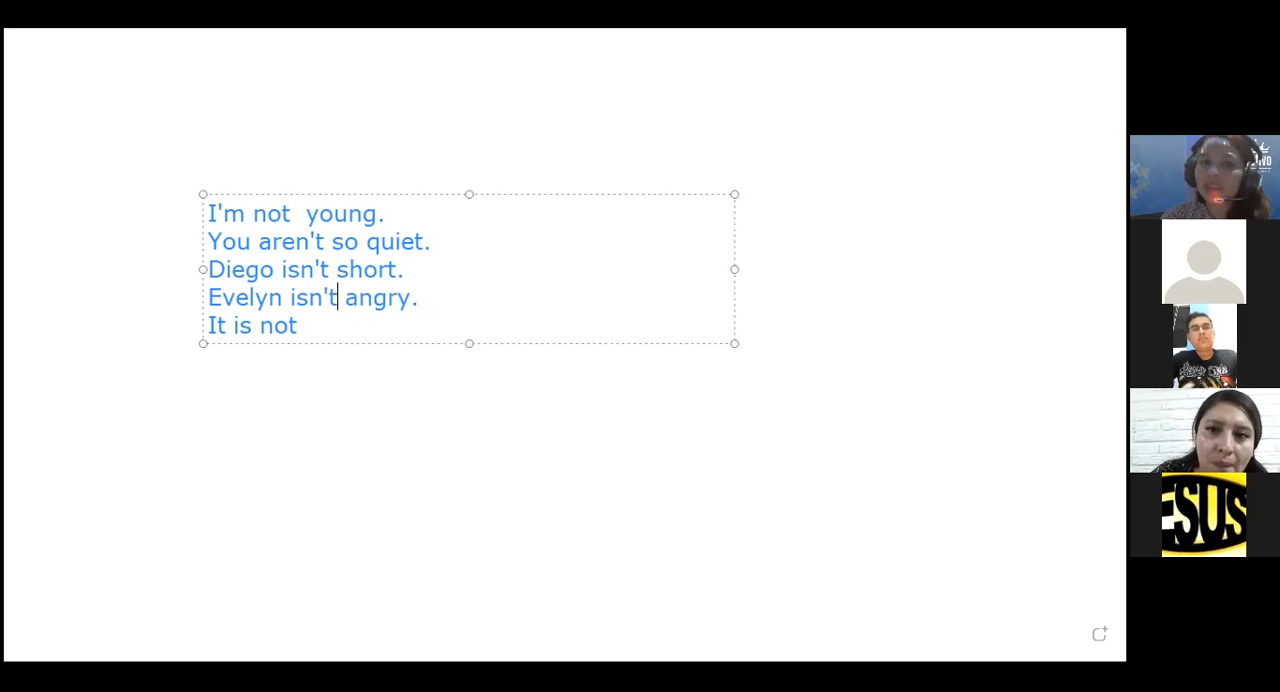 I'm not  young.
You aren't so quiet.
Diego isn't short.
Evelyn isn't angry.
It is not
ESUS